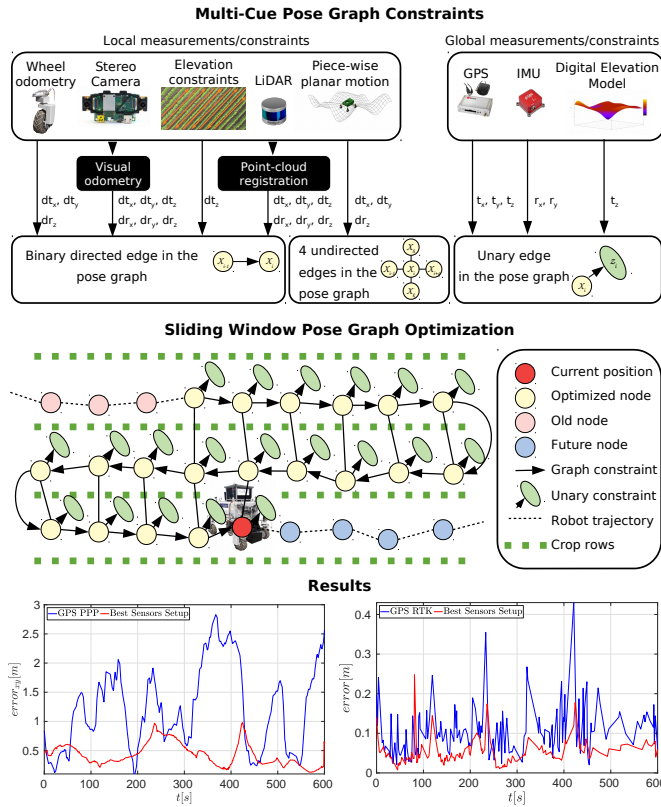 Multi-Cue Pose Graph Constraints
Local measurements/constraints
Global measurements/constraints
Wheel odometry
Stereo Camera
Elevation constraints
LiDAR
Piece-wise planar motion
GPS
IMU
Digital Elevation Model
Visual odometry
Point-cloud registration
dtx, dty
drz
dtx, dty, dtz
drx, dry, drz
dtz
dtx, dty, dtz
drx, dry, drz
dtx, dty
drz
tx, ty, tz
rx, ry
tz
Binary directed edge in the pose graph
4 undirected edges in the pose graph
Unary edge in the pose graph
Sliding Window Pose Graph Optimization
Current position
Optimized node
Old node
Future node
Graph constraint
Unary constraint
Robot trajectory
Crop rows
Results
GPS PPP
Best Sensors Setup
3
2.5
2
1.5
1
0.5
error_xy[m]
0 100 200 300 400 500 600
t[s]
GPS RTK
Best Sensors Setup
0.4
0.3
0.2
0.1
0
error[m]
0 100 200 300 400 500 600
t[s]